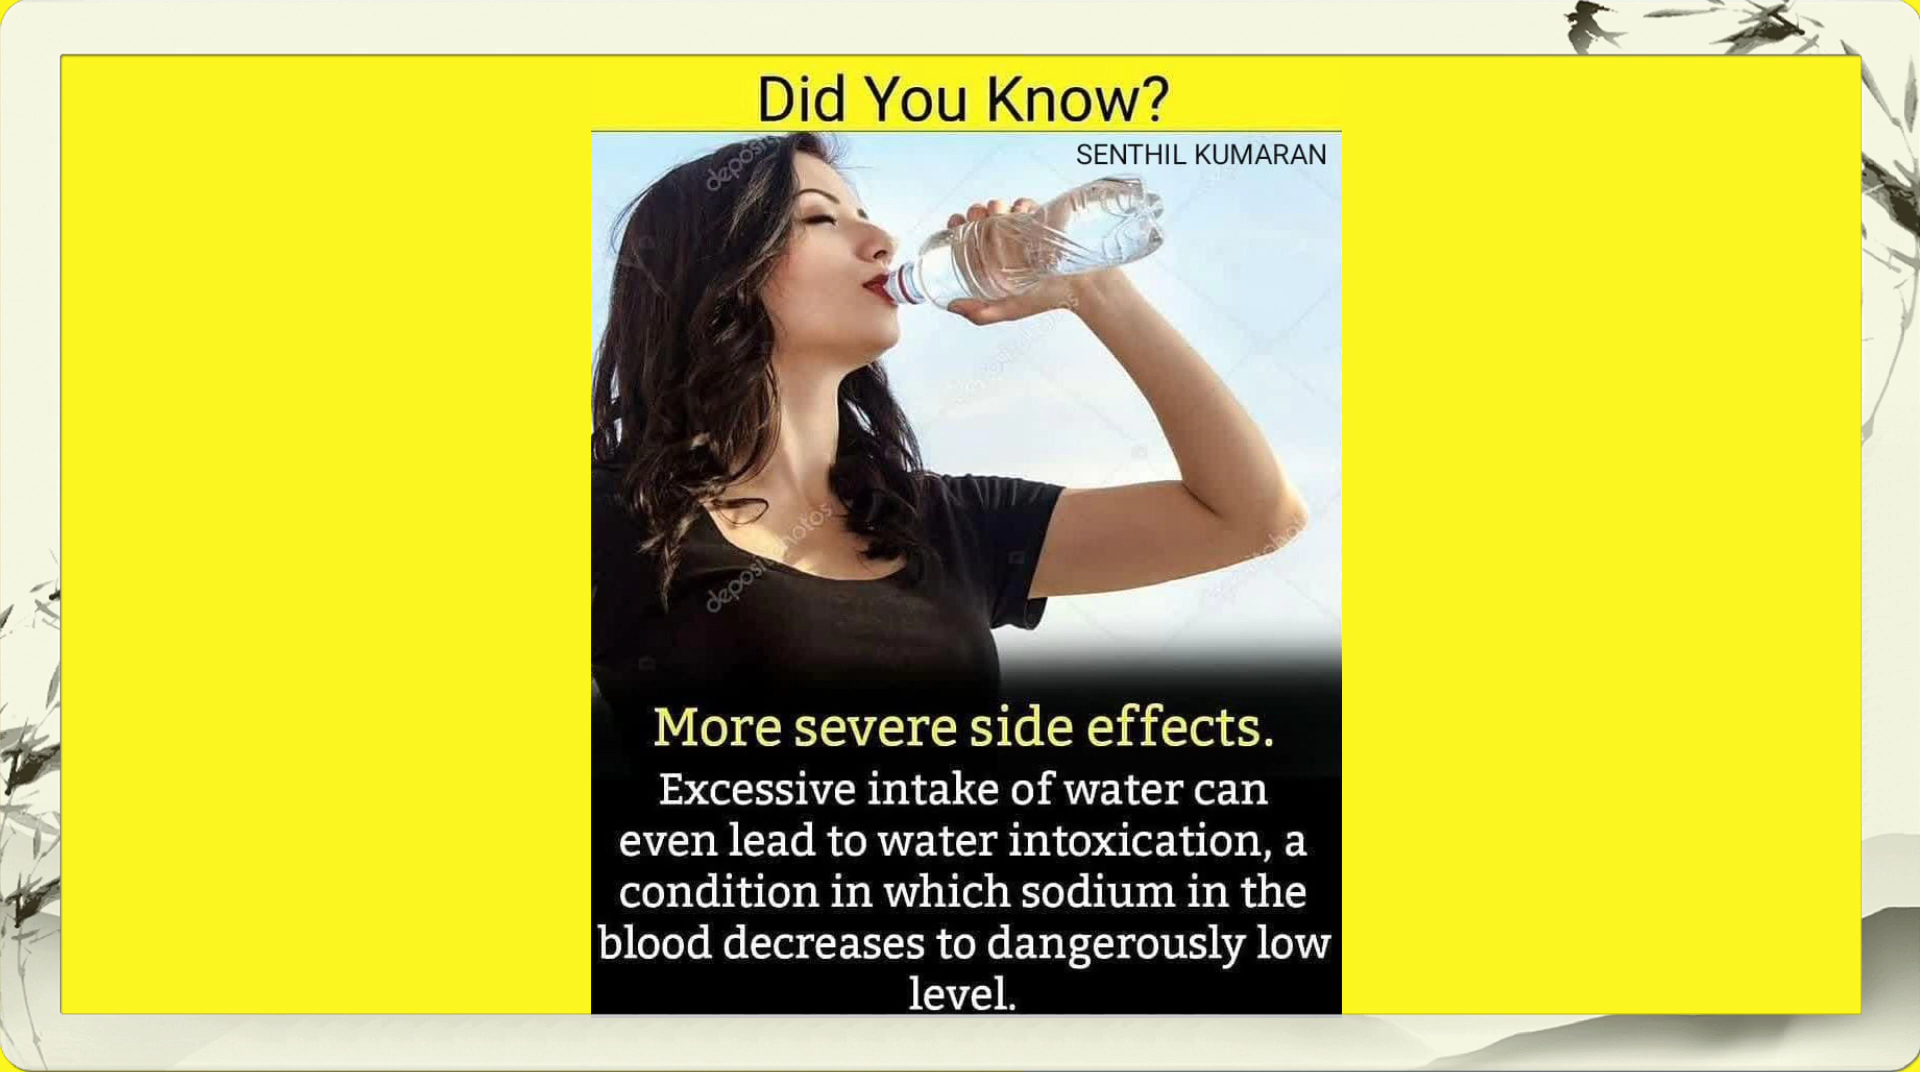 Did You Know?
SENTHIL KUMARAN
depositphotos
More severe side effects.
Excessive intake of water can
even lead to water intoxication, a
condition in which sodium in the
blood decreases to dangerously low
level.